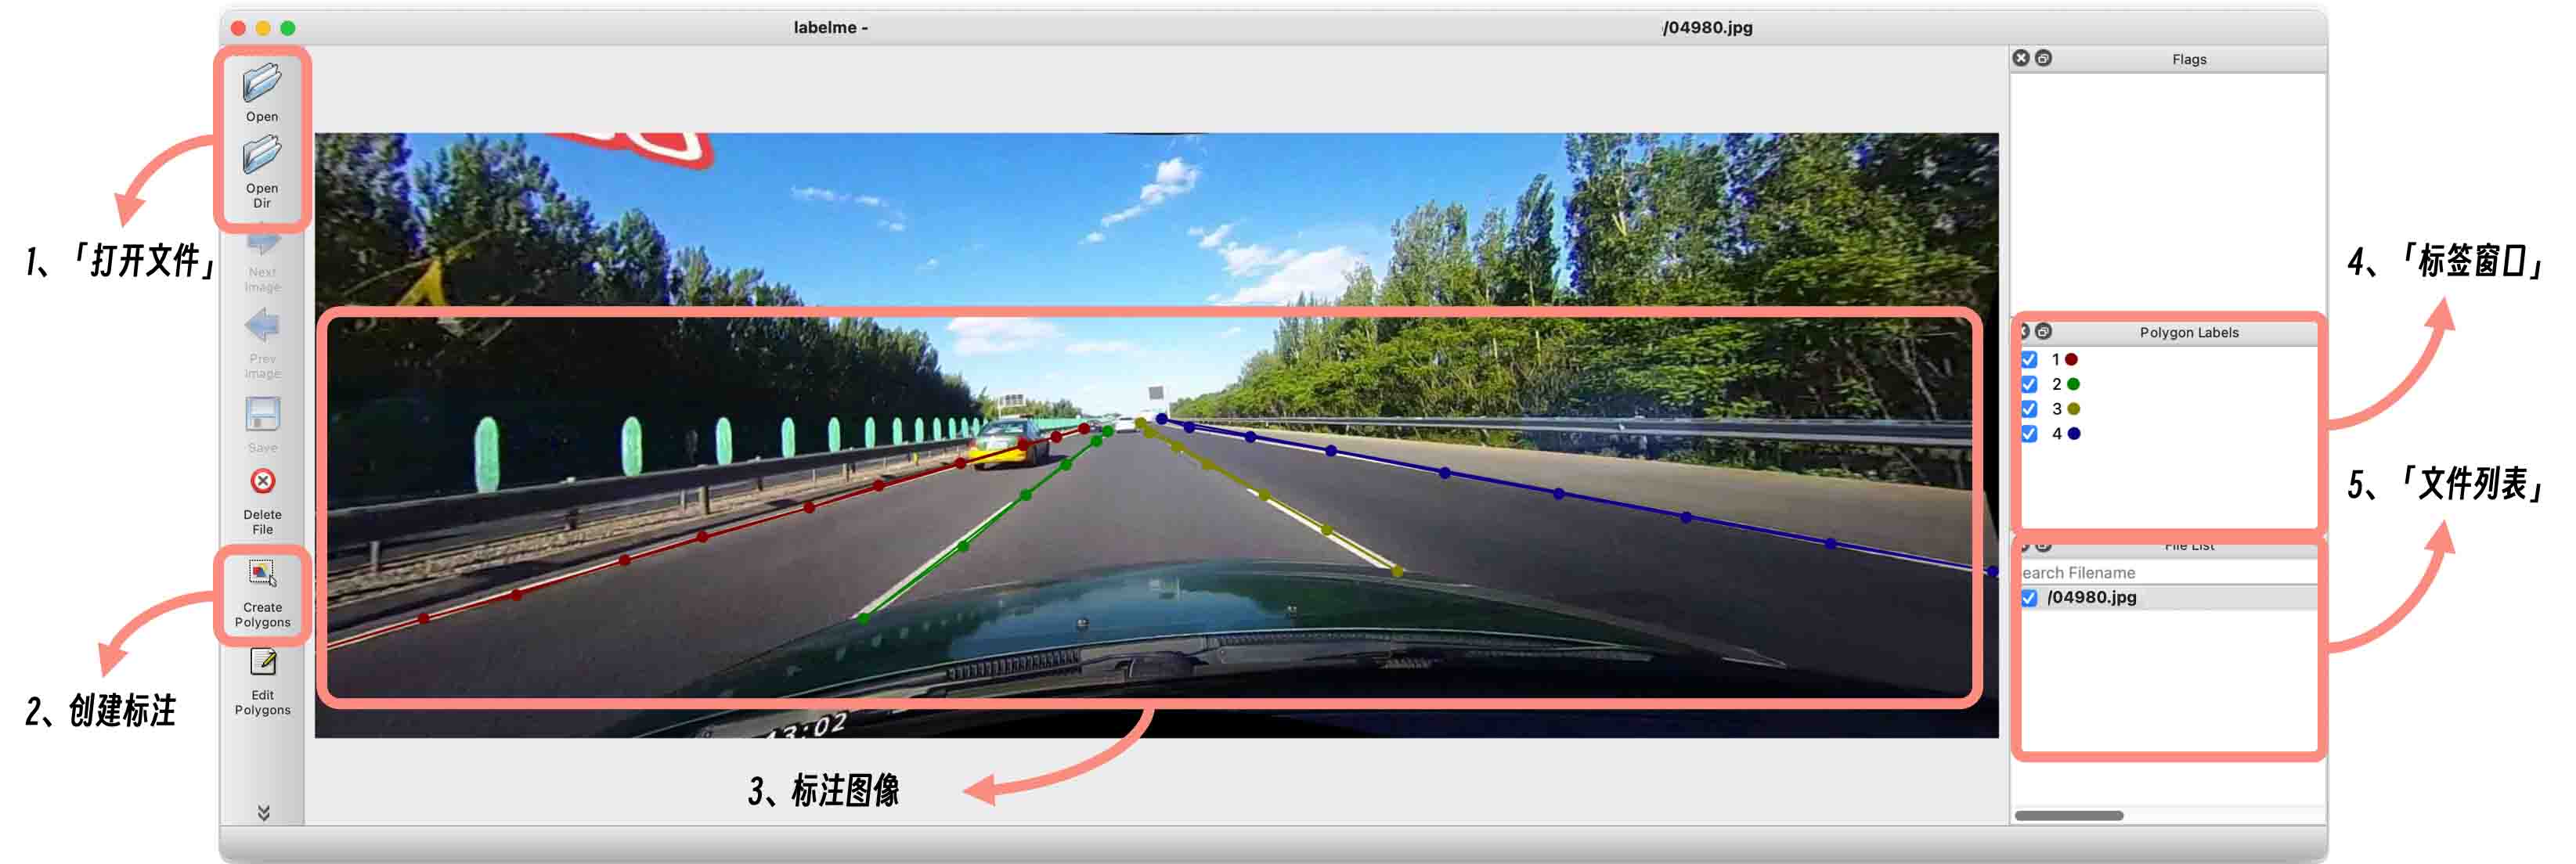 labelme -
/04980.jpg
Open
Open
Dir
Next
Image
Prev
Image
Save
Delete
File
Create
Polygons
Edit
Polygons
1、「打开文件」
2、创建标注
3、标注图像
43:02
Flags
Polygon Labels
1
2
3
4
File List
earch Filename
/04980.jpg
4、「标签窗口」
5、「文件列表」